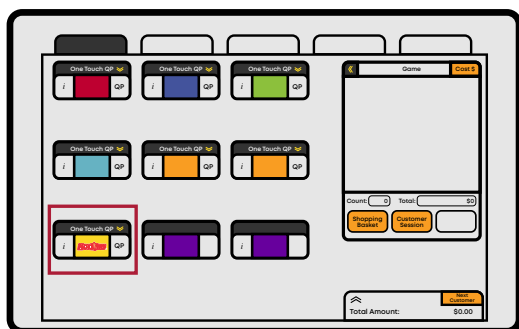 One Touch QP
i
QP
One Touch QP
i
QP
One Touch QP
i
QP
Game
Cost $
One Touch QP
i
QP
One Touch QP
i
QP
One Touch QP
i
QP
Count:
0
Total:
$0
Shopping
Basket
Customer
Session
One Touch QP
i
QP
i
i
Next
Customer
Total Amount:
$0.00